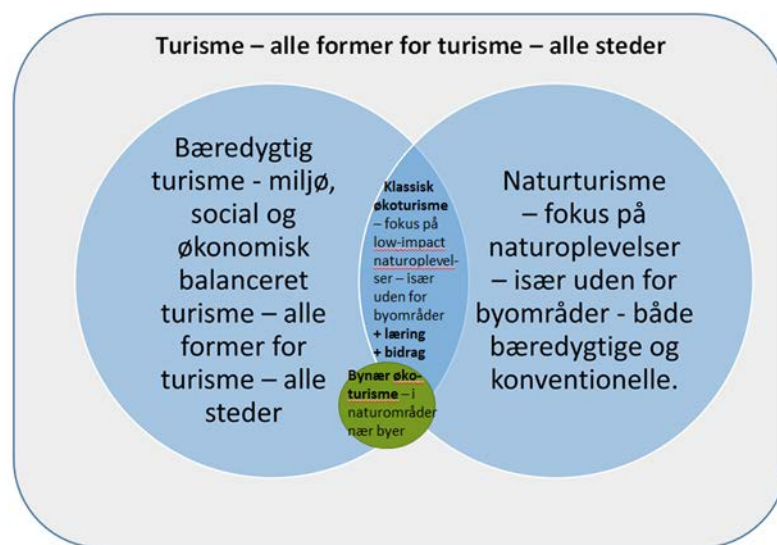 Turisme – alle former for turisme – alle steder
Bæredygtig
turisme - miljø,
social og
økonomisk
balanceret
turisme – alle
former for
turisme – alle
steder
Klassisk
økoturisme
– fokus på
low-impact
naturoplevel-
ser – især
uden for
byområder
+ læring
+ bidrag
Bynær øko-
turisme – i
naturområder
nær byer
Naturturisme
– fokus på
naturoplevelser
– især uden for
byområder - både
bæredygtige og
konventionelle.